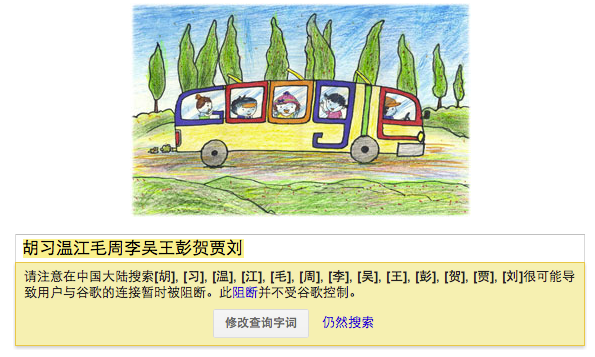 Google
胡习温江毛周李吴王彭贺贾刘
请注意在中国大陆搜索[胡], [习], [温], [江], [毛], [周], [李], [吴], [王], [彭], [贺], [贾], [刘]很可能导
致用户与谷歌的连接暂时被阻断。此阻断并不受谷歌控制。
修改查询字词 仍然搜索